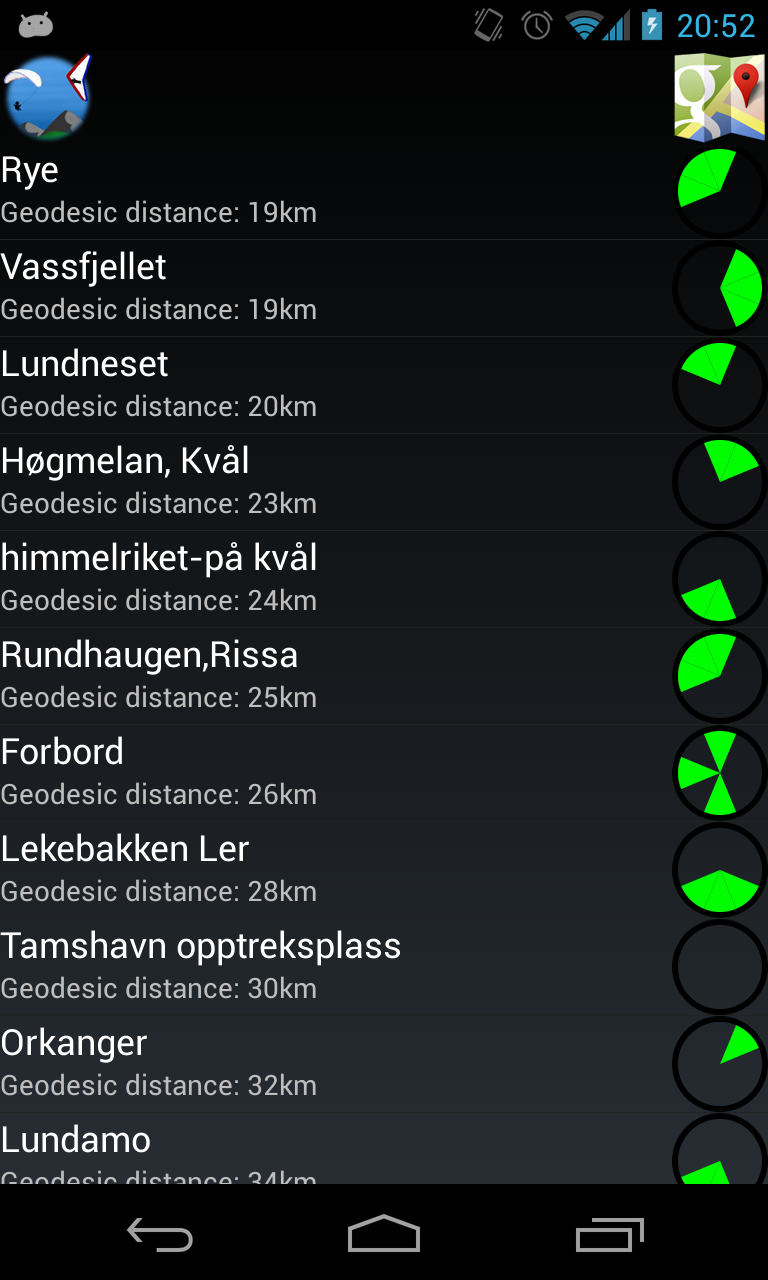 20:52
Rye
Geodesic distance: 19km
Vassfjellet
Geodesic distance: 19km
Lundneset
Geodesic distance: 20km
Høgmelan, Kvål
Geodesic distance: 23km
himmelriket-på kvål
Geodesic distance: 24km
Rundhaugen,Rissa
Geodesic distance: 25km
Forbord
Geodesic distance: 26km
Lekebakken Ler
Geodesic distance: 28km
Tamshavn opptreksplass
Geodesic distance: 30km
Orkanger
Geodesic distance: 32km
Lundamo
Geodesic distance: 34km